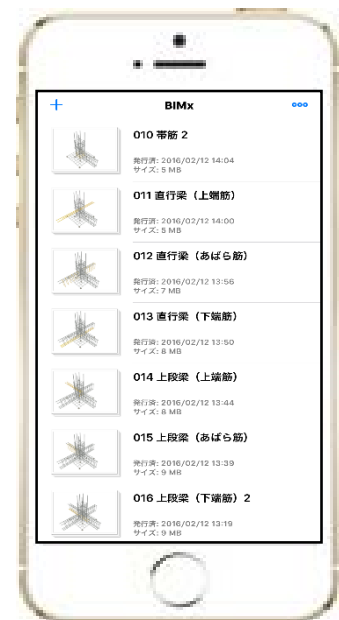 + BIMx
010 帯筋 2
発行済: 2016/02/12 14:04
サイズ: 5 MB
011 直行梁（上端筋）
発行済: 2016/02/12 14:00
サイズ: 5 MB
012 直行梁（あばら筋）
発行済: 2016/02/12 13:56
サイズ: 7 MB
013 直行梁（下端筋）
発行済: 2016/02/12 13:50
サイズ: 8 MB
014 上段梁（上端筋）
発行済: 2016/02/12 13:44
サイズ: 8 MB
015 上段梁（あばら筋）
発行済: 2016/02/12 13:39
サイズ: 9 MB
016 上段梁（下端筋）2
発行済: 2016/02/12 13:19
サイズ: 9 MB